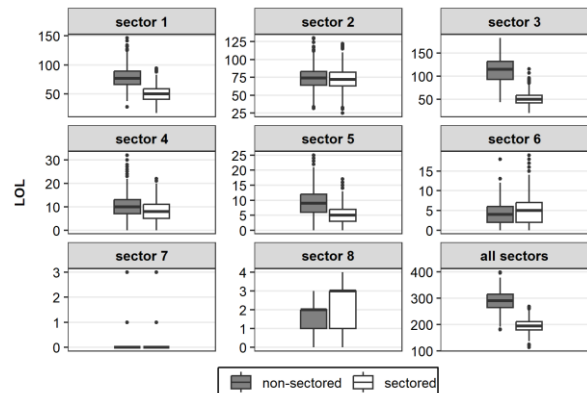 sector 1 sector 2 sector 3
150 100 50
125 100 75 50 25
150 100 50
sector 4 sector 5 sector 6
30 20 10 0
25 20 15 10 5 0
15 10 5 0
LOL
sector 7 sector 8 all sectors
3 2 1 0
4 3 2 1 0
400 300 200 100
non-sectored sectored